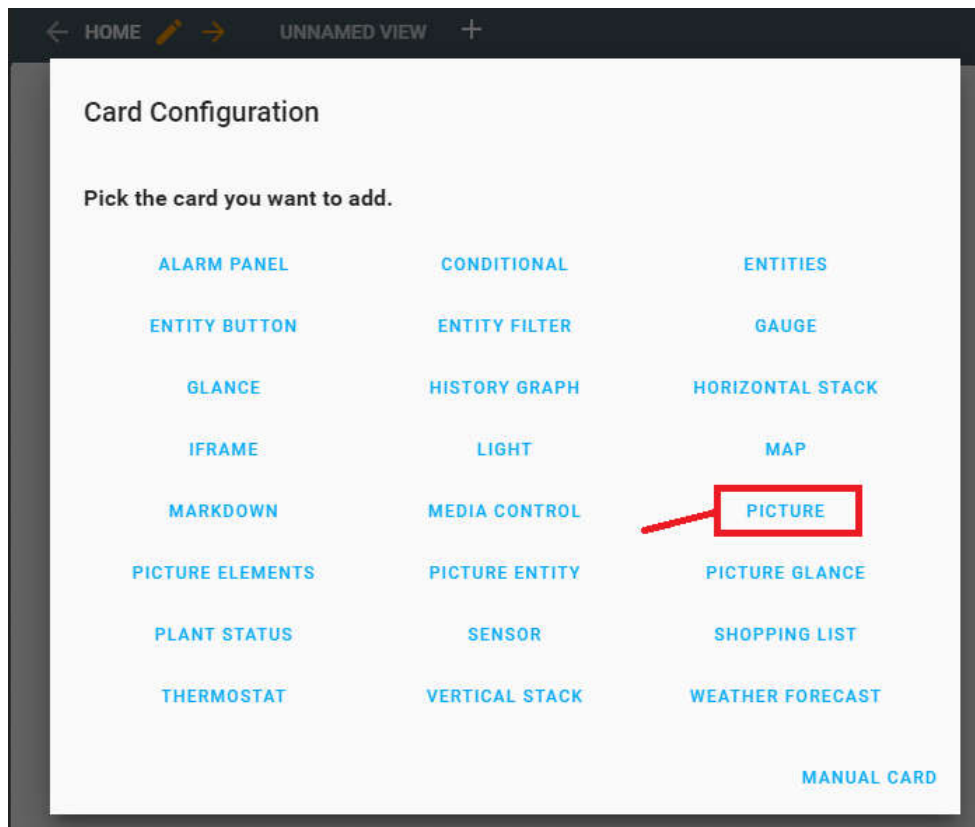 HOME UNNAMED VIEW
Card Configuration
Pick the card you want to add.
ALARM PANEL CONDITIONAL ENTITIES
ENTITY BUTTON ENTITY FILTER GAUGE
GLANCE HISTORY GRAPH HORIZONTAL STACK
IFRAME LIGHT MAP
MARKDOWN MEDIA CONTROL PICTURE
PICTURE ELEMENTS PICTURE ENTITY PICTURE GLANCE
PLANT STATUS SENSOR SHOPPING LIST
THERMOSTAT VERTICAL STACK WEATHER FORECAST
MANUAL CARD